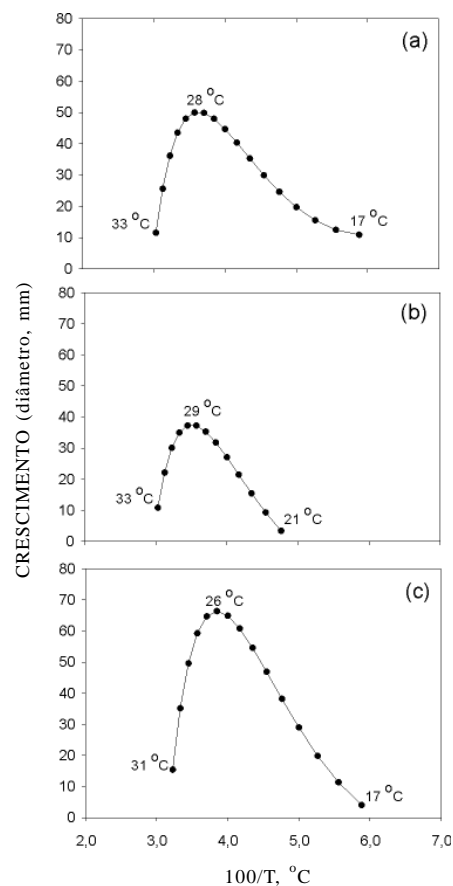 80
70
60
50
40
30
20
10
0
(a)
28 °C
33 °C
17 °C
80
70
60
50
40
30
20
10
0
(b)
29 °C
33 °C
21 °C
80
70
60
50
40
30
20
10
0
(c)
26 °C
31 °C
17 °C
2,0 3,0 4,0 5,0 6,0 7,0
100/T, °C
CRESCIMENTO (diâmetro, mm)